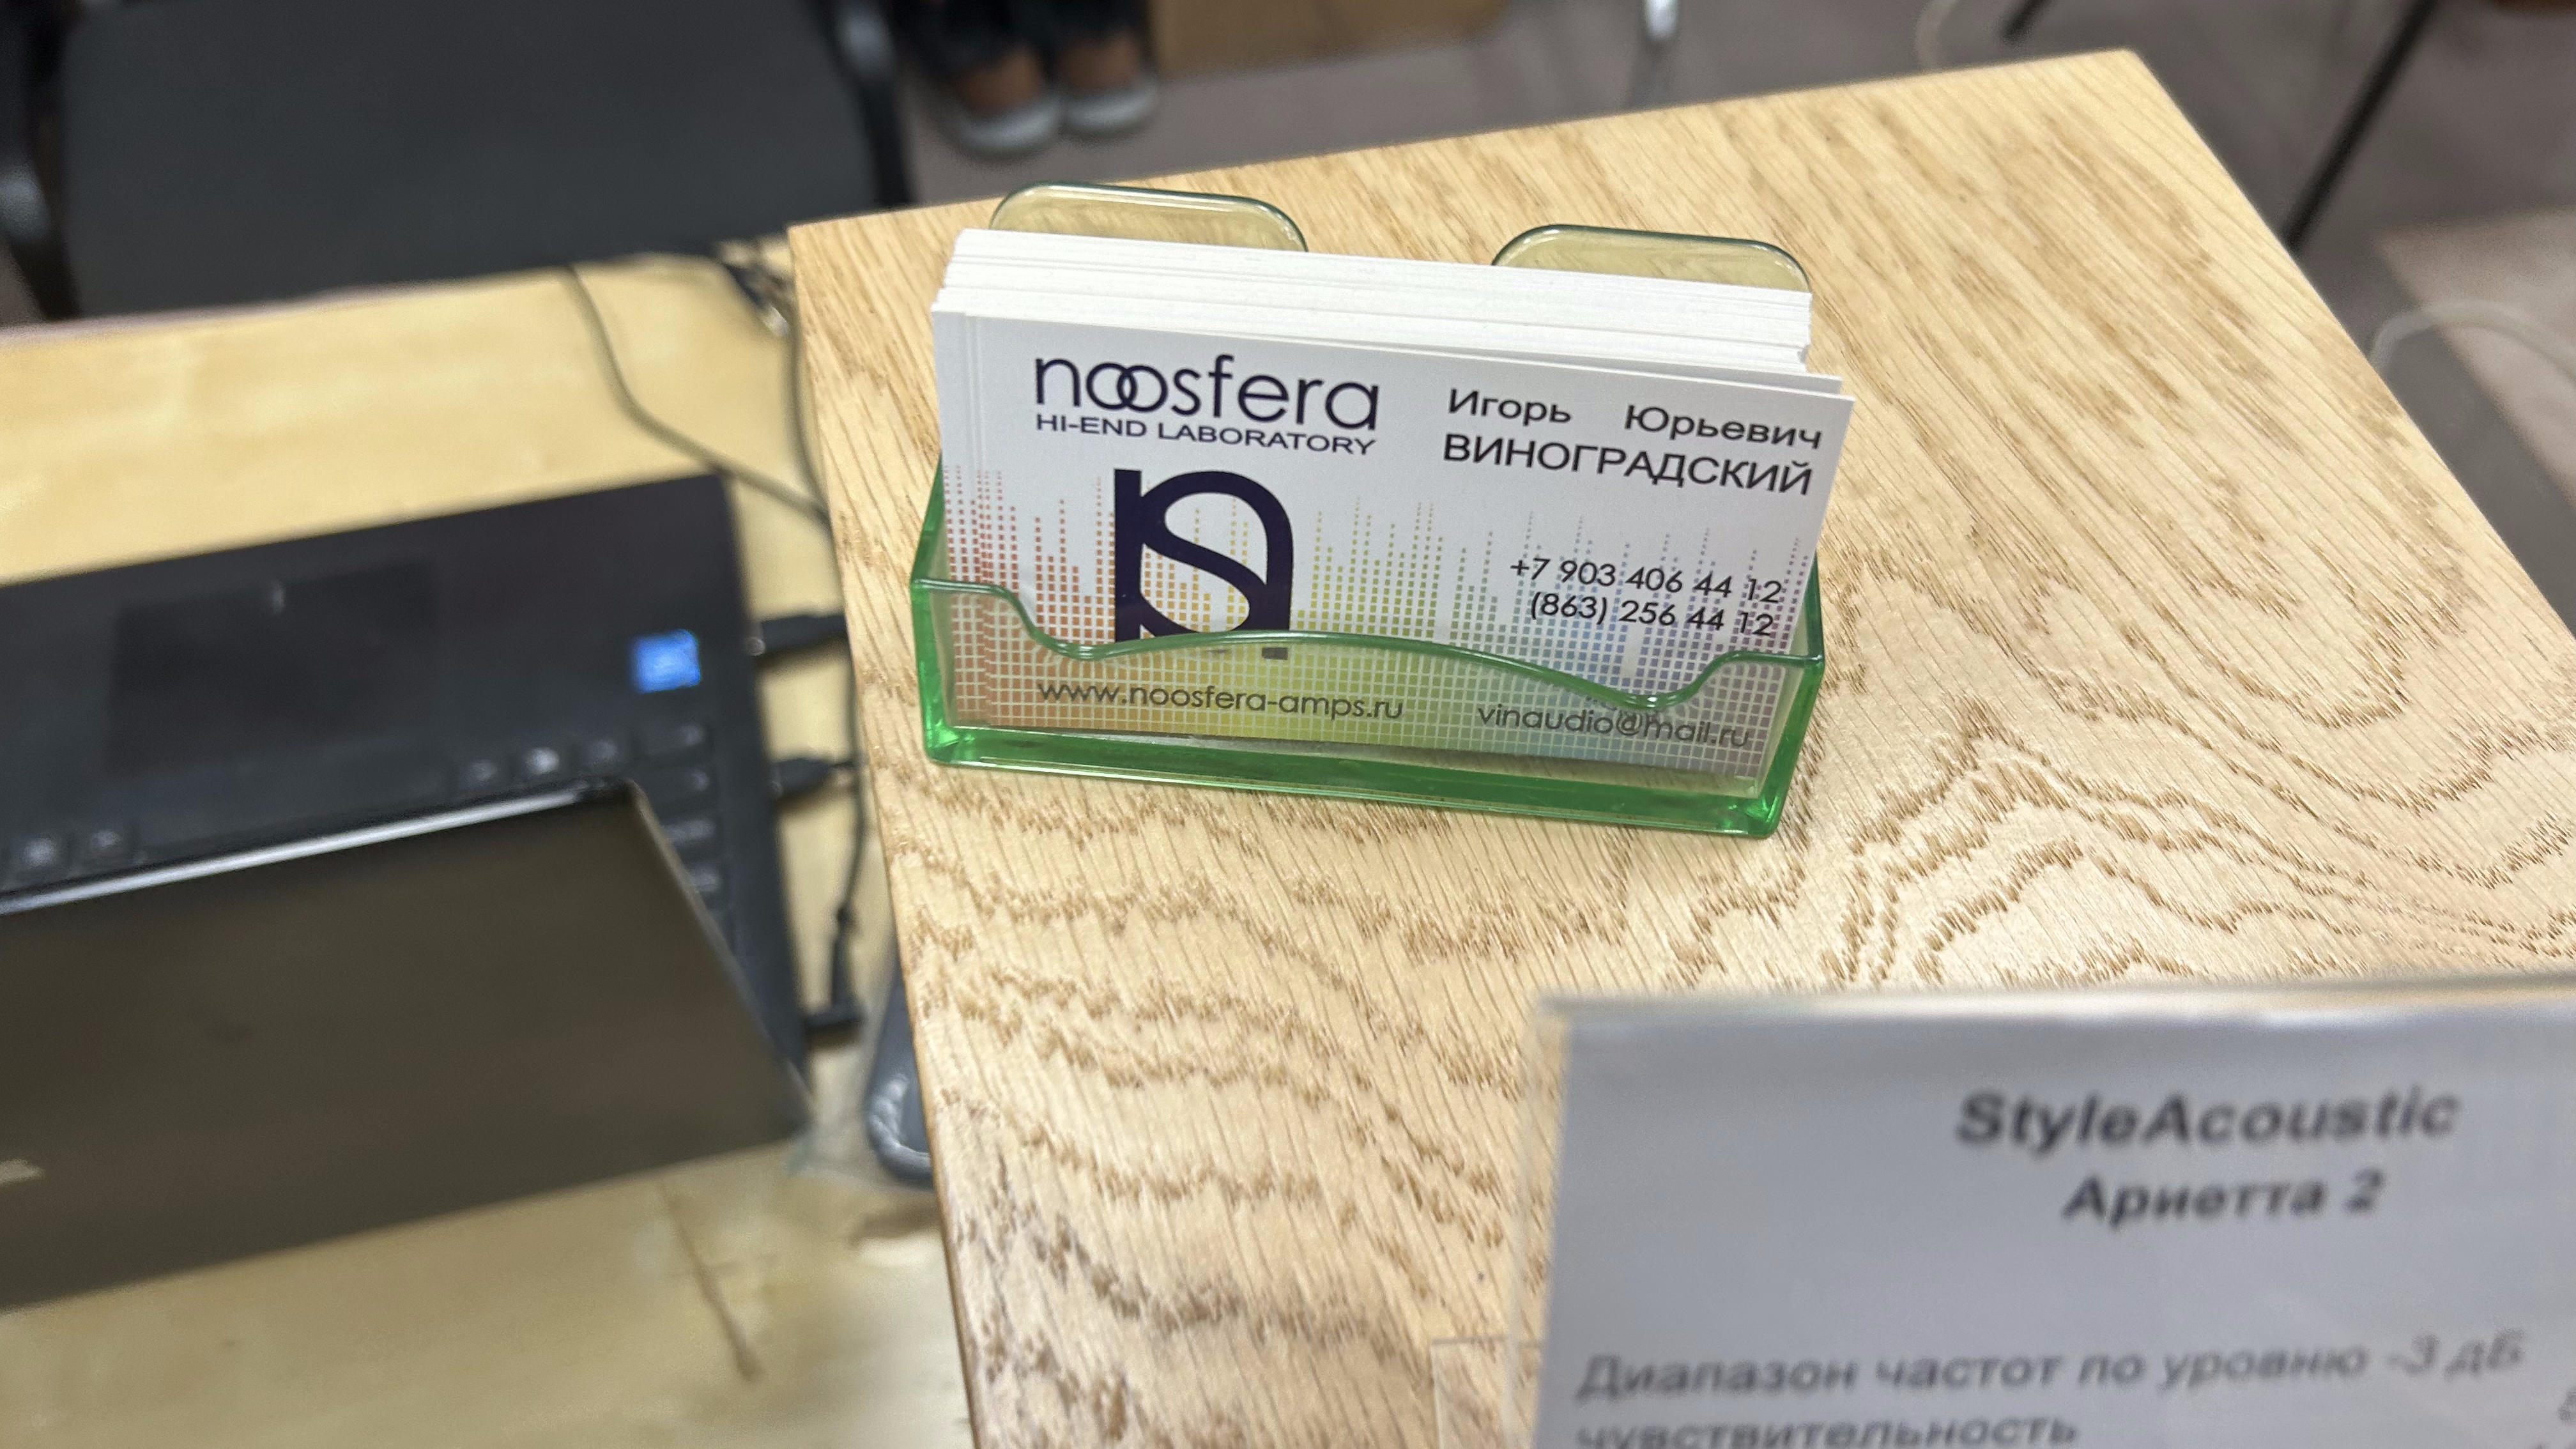 noosfera
HI-END LABORATORY
Игорь Юрьевич
ВИНОГРАДСКИЙ
+7 903 406 44 12
(863) 256 44 12
www.noosfera-amps.ru
vinaudio@mail.ru
StyleAcoustic
Ариетта 2
Диапазон частот по уровню -3 дБ
чувствительность